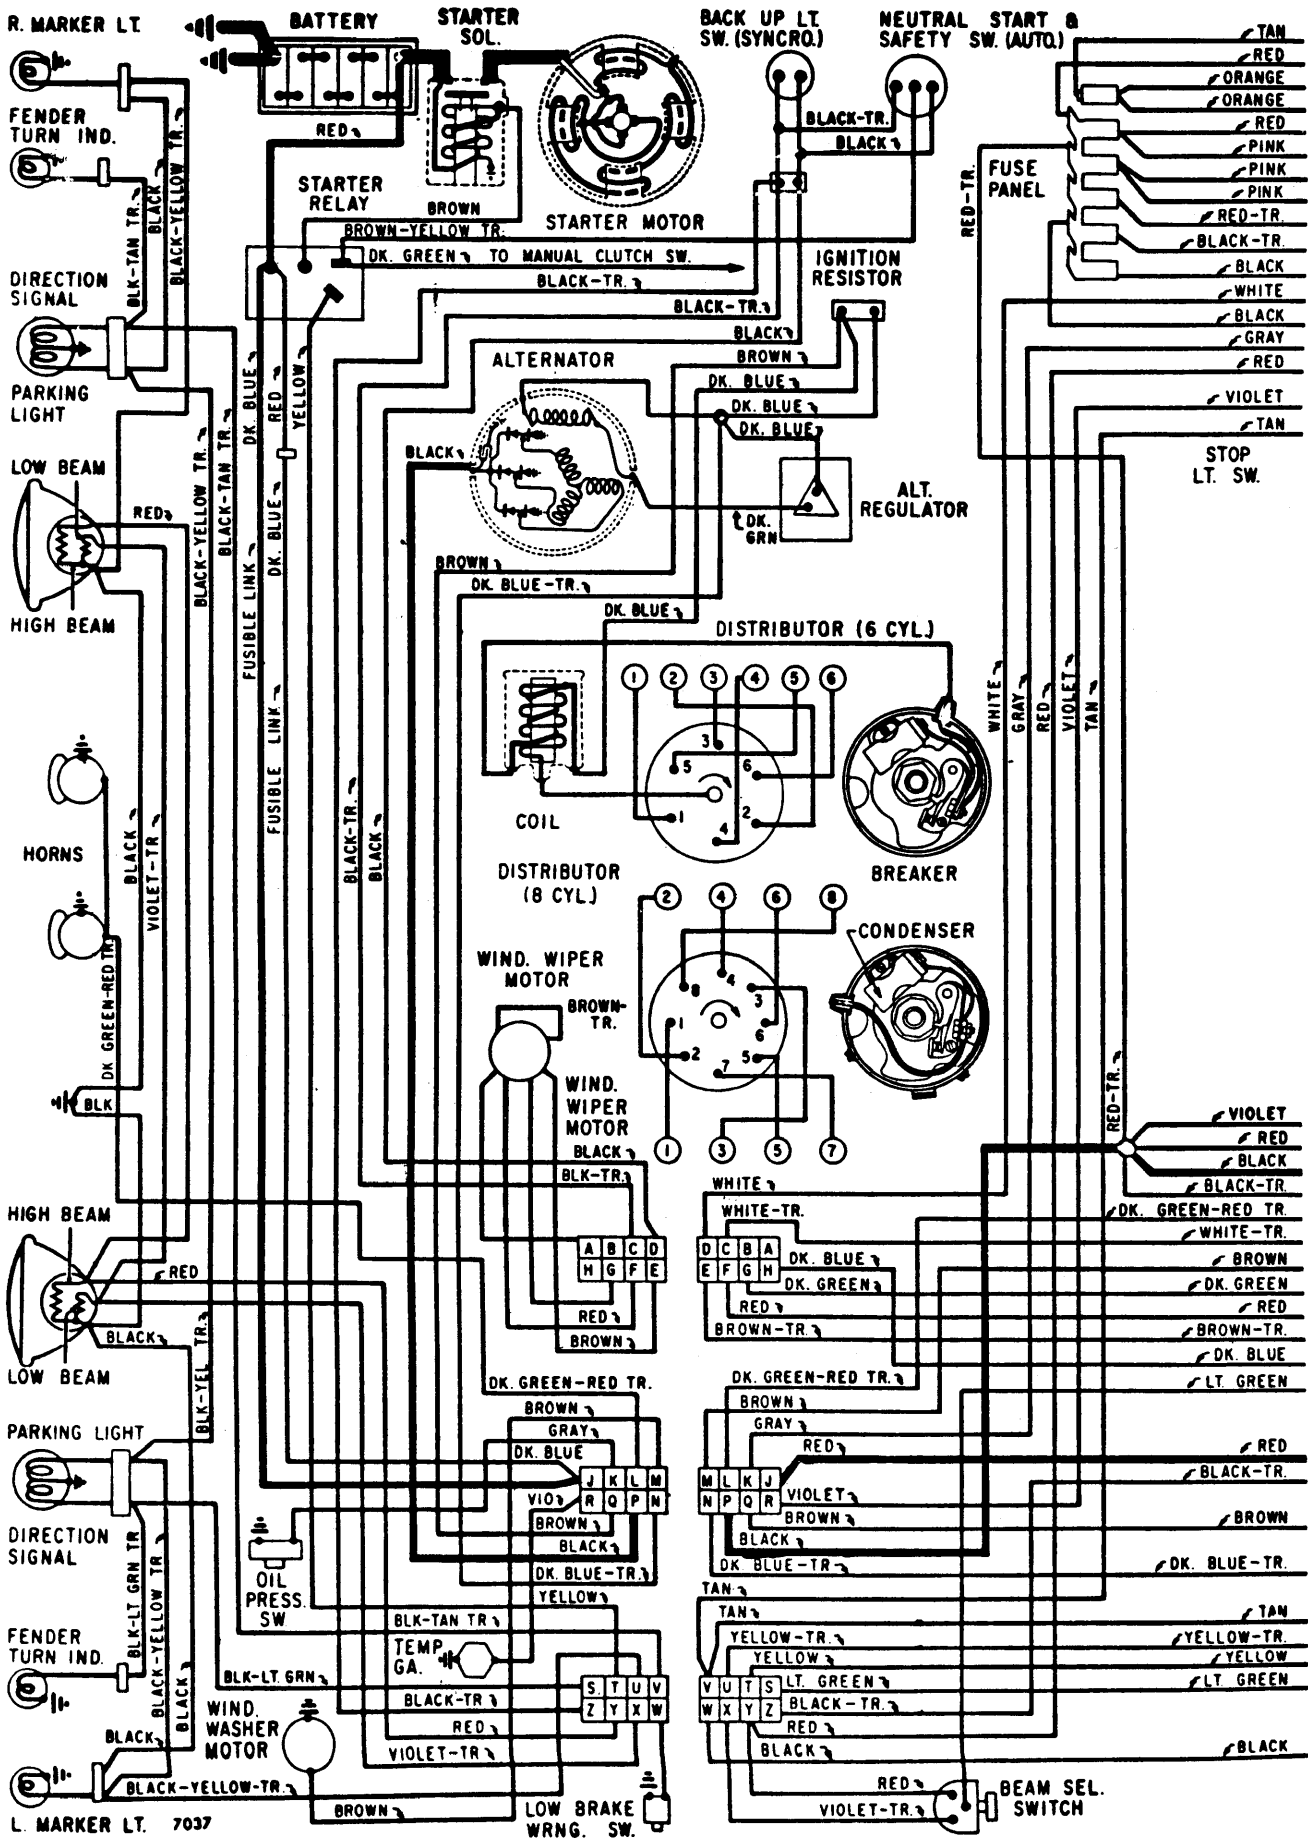 R. MARKER LT.
BATTERY
STARTER
SOL.
BACK UP LT.
SW. (SYNCRO.)
NEUTRAL START &
SAFETY SW. (AUTO.)
TAN
RED
ORANGE
ORANGE
RED
PINK
PINK
PINK
RED-TR.
BLACK-TR.
BLACK
WHITE
BLACK
GRAY
RED
VIOLET
TAN
STOP
LT. SW.
FUSE
PANEL
RED-TR.
FENDER
TURN IND.
BLK-TAN TR.
BLACK
BLACK-YELLOW TR.
RED
STARTER
RELAY
BROWN
STARTER MOTOR
BLACK-TR.
BLACK
BROWN-YELLOW TR.
DK. GREEN TO MANUAL CLUTCH SW.
BLACK-TR.
BLACK-TR.
BLACK
BROWN
DK. BLUE
DK. BLUE
DK. BLUE
IGNITION
RESISTOR
DIRECTION
SIGNAL
PARKING
LIGHT
ALTERNATOR
BLACK
DK. BLUE
RED
YELLOW
ALT.
REGULATOR
DK.
GRN
LOW BEAM
RED
HIGH BEAM
BLACK-YELLOW TR.
BLACK-TAN TR.
FUSIBLE LINK
DK. BLUE
FUSIBLE LINK
BROWN
DK. BLUE-TR.
DK. BLUE
DISTRIBUTOR (6 CYL.)
1 2 3 4 5 6
3
5 6
1 2
4
COIL
BREAKER
WHITE
GRAY
RED
VIOLET
TAN
HORNS
BLACK
VIOLET-TR
BLACK-TR.
BLACK
DISTRIBUTOR
(8 CYL.)
2 4 6 8
8 4 3
1 6
2 5
7
1 3 5 7
CONDENSER
WIND. WIPER
MOTOR
BROWN-
TR.
WIND.
WIPER
MOTOR
DK GREEN-RED TR.
BLK
BLACK
BLK-TR.
RED-TR.
VIOLET
RED
BLACK
BLACK-TR.
DK. GREEN-RED TR.
WHITE-TR.
BROWN
DK. GREEN
RED
BROWN-TR.
DK. BLUE
LT. GREEN
WHITE
WHITE-TR.
A B C D
H G F E
D C B A
E F G H
DK. BLUE
DK. GREEN
RED
BROWN-TR.
RED
BROWN
HIGH BEAM
RED
BLACK
LOW BEAM
BLK-YEL TR.
PARKING LIGHT
DIRECTION
SIGNAL
DK. GREEN-RED TR.
BROWN
GRAY
DK. BLUE
J K L M
R Q P N
VIO
BROWN
BLACK
DK. BLUE-TR.
DK. GREEN-RED TR.
BROWN
GRAY
RED
M L K J
N P Q R
VIOLET
BROWN
BLACK
DK. BLUE-TR.
RED
BLACK-TR.
BROWN
DK. BLUE-TR.
OIL
PRESS.
SW
BLK-LT GRN TR
BLACK-YELLOW TR
BLACK
FENDER
TURN IND.
YELLOW
BLK-TAN TR
TEMP
GA.
BLK-LT. GRN
BLACK-TR
RED
VIOLET-TR
S T U V
Z Y X W
TAN
TAN
YELLOW-TR.
YELLOW
V U T S
W X Y Z
LT. GREEN
BLACK-TR.
RED
BLACK
TAN
YELLOW-TR.
YELLOW
LT GREEN
BLACK
WIND.
WASHER
MOTOR
BLACK
BLACK-YELLOW-TR.
BROWN
LOW BRAKE
WRNG. SW.
RED
VIOLET-TR.
BEAM SEL.
SWITCH
L. MARKER LT. 7037